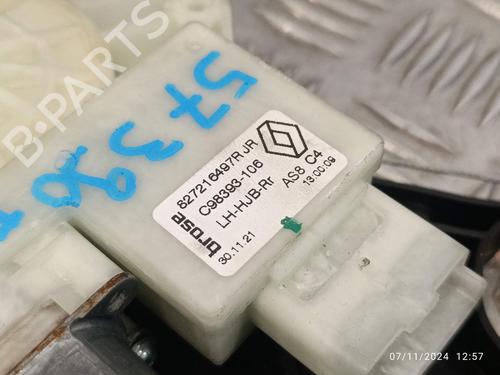 B-PARTS
57398
827216497R JR
C98393-106
LH-HJB-Rr
AS8 C4
13:00:09
brose
30.11.21
07/11/2024 12:57